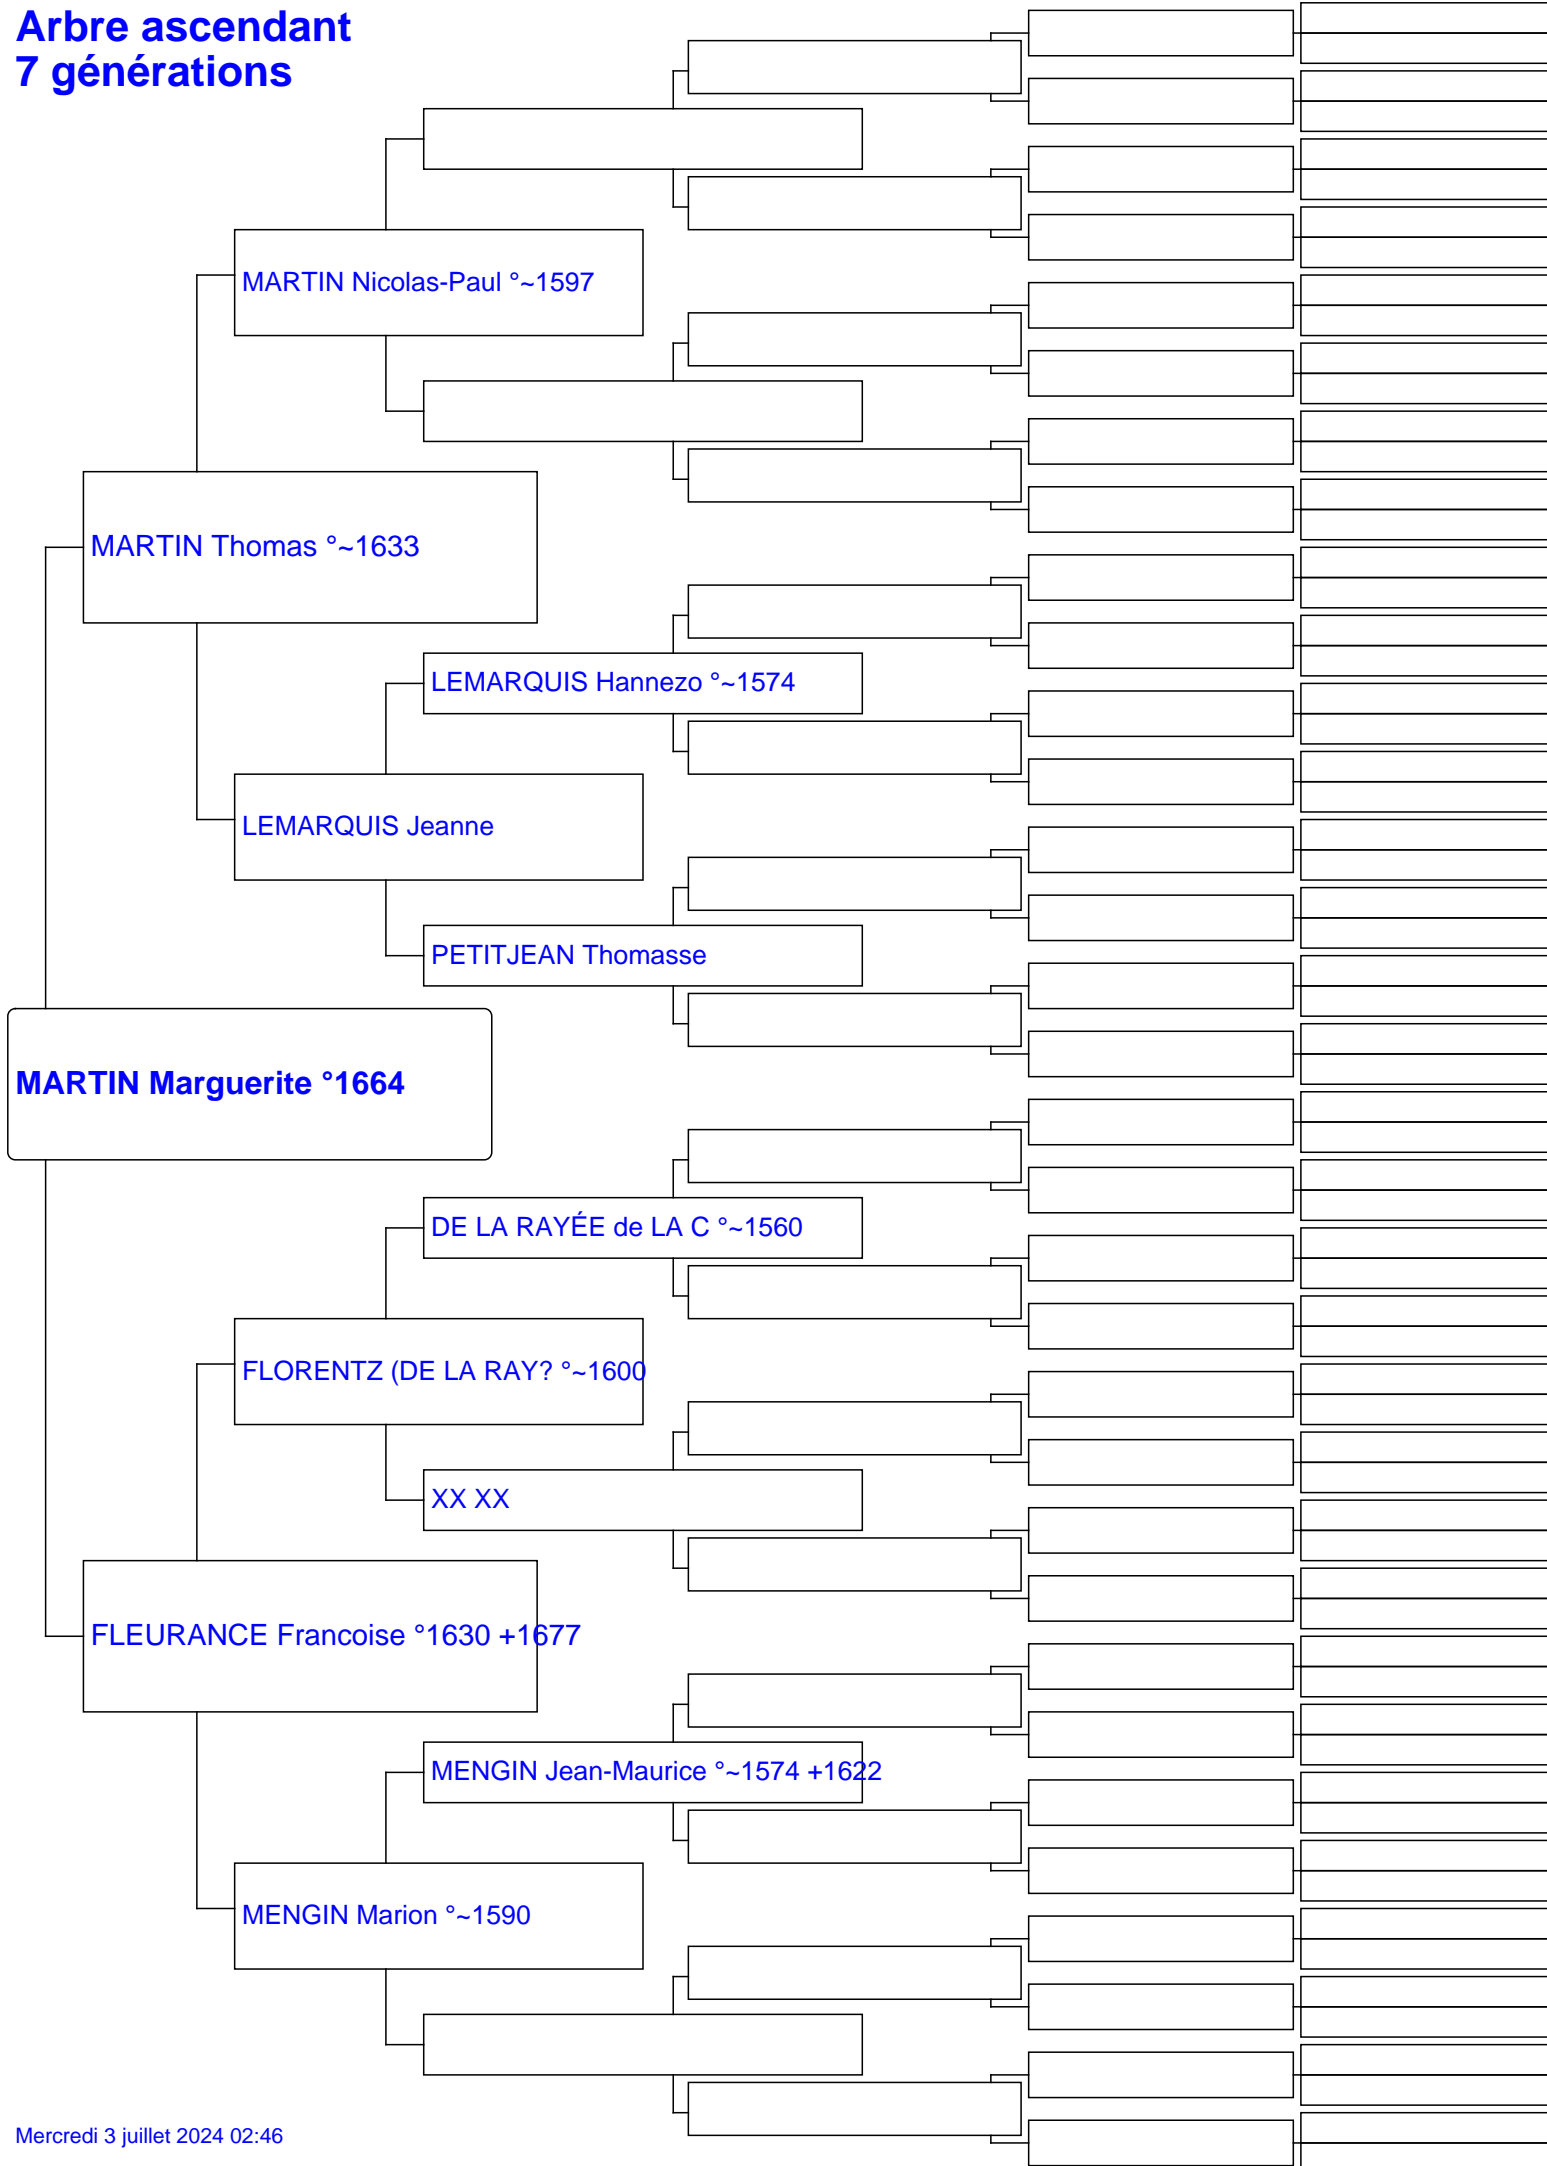 Arbre ascendant
7 générations
MARTIN Nicolas-Paul °~1597
MARTIN Thomas °~1633
LEMARQUIS Hannezo °~1574
LEMARQUIS Jeanne
PETITJEAN Thomasse
MARTIN Marguerite °1664
DE LA RAYÉE de LA C °~1560
FLORENTZ (DE LA RAY? °~1600
XX XX
FLEURANCE Francoise °1630 +1677
MENGIN Jean-Maurice °~1574 +1622
MENGIN Marion °~1590
Mercredi 3 juillet 2024 02:46